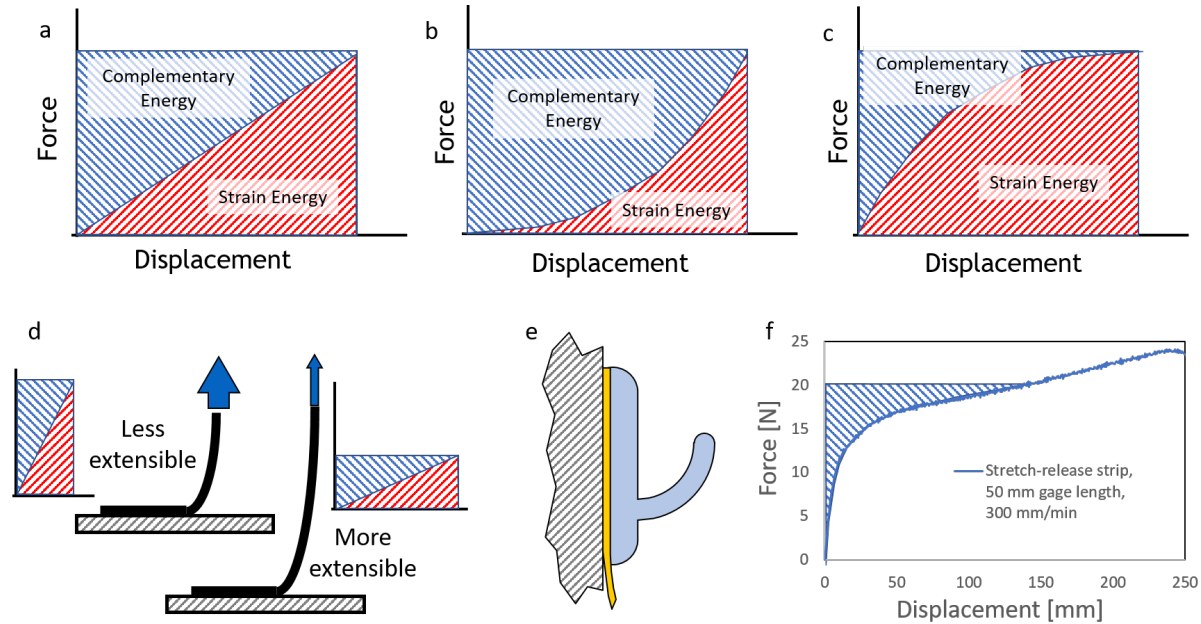 a
Force
Complementary
Energy
Strain Energy
Displacement
b
Force
Complementary
Energy
Strain Energy
Displacement
c
Force
Complementary
Energy
Strain Energy
Displacement
d
Less
extensible
More
extensible
e
f
Force [N]
25
20
15
10
5
0
Stretch-release strip,
50 mm gage length,
300 mm/min
0 50 100 150 200 250
Displacement [mm]